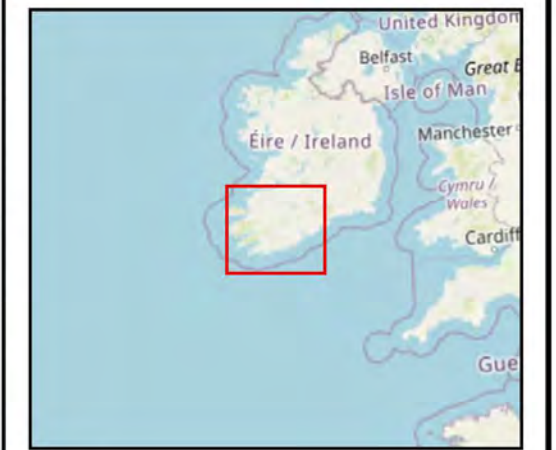 United Kingdom
Belfast
Great B
Isle of Man
Éire / Ireland
Manchester
Cymru /
Wales
Cardiff
Gue